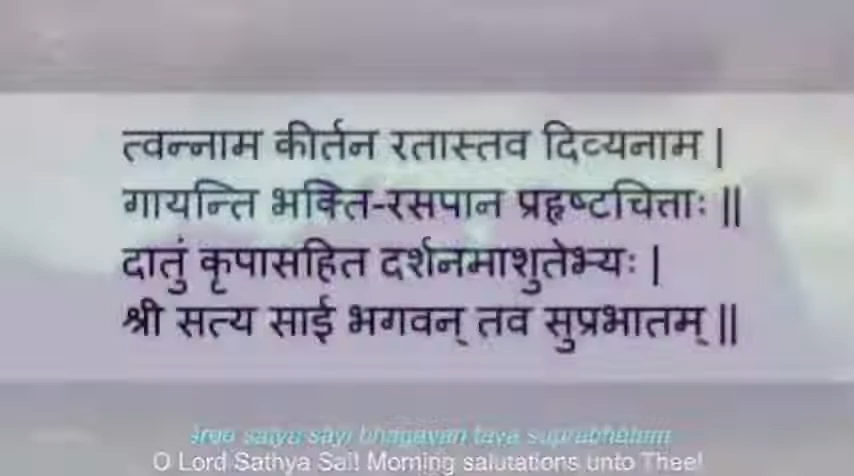 त्वन्नाम कीर्तन रतास्तव दिव्यनाम |
गायन्ति भक्ति-रसपान प्रहृष्टचित्ताः ||
दातुं कृपासहित दर्शनमाशुतेभ्यः |
श्री सत्य साई भगवन् तव सुप्रभातम् ||
sree satya sayi bhagavan tava suprabhatam
O Lord Sathya Sai! Morning salutations unto Thee!